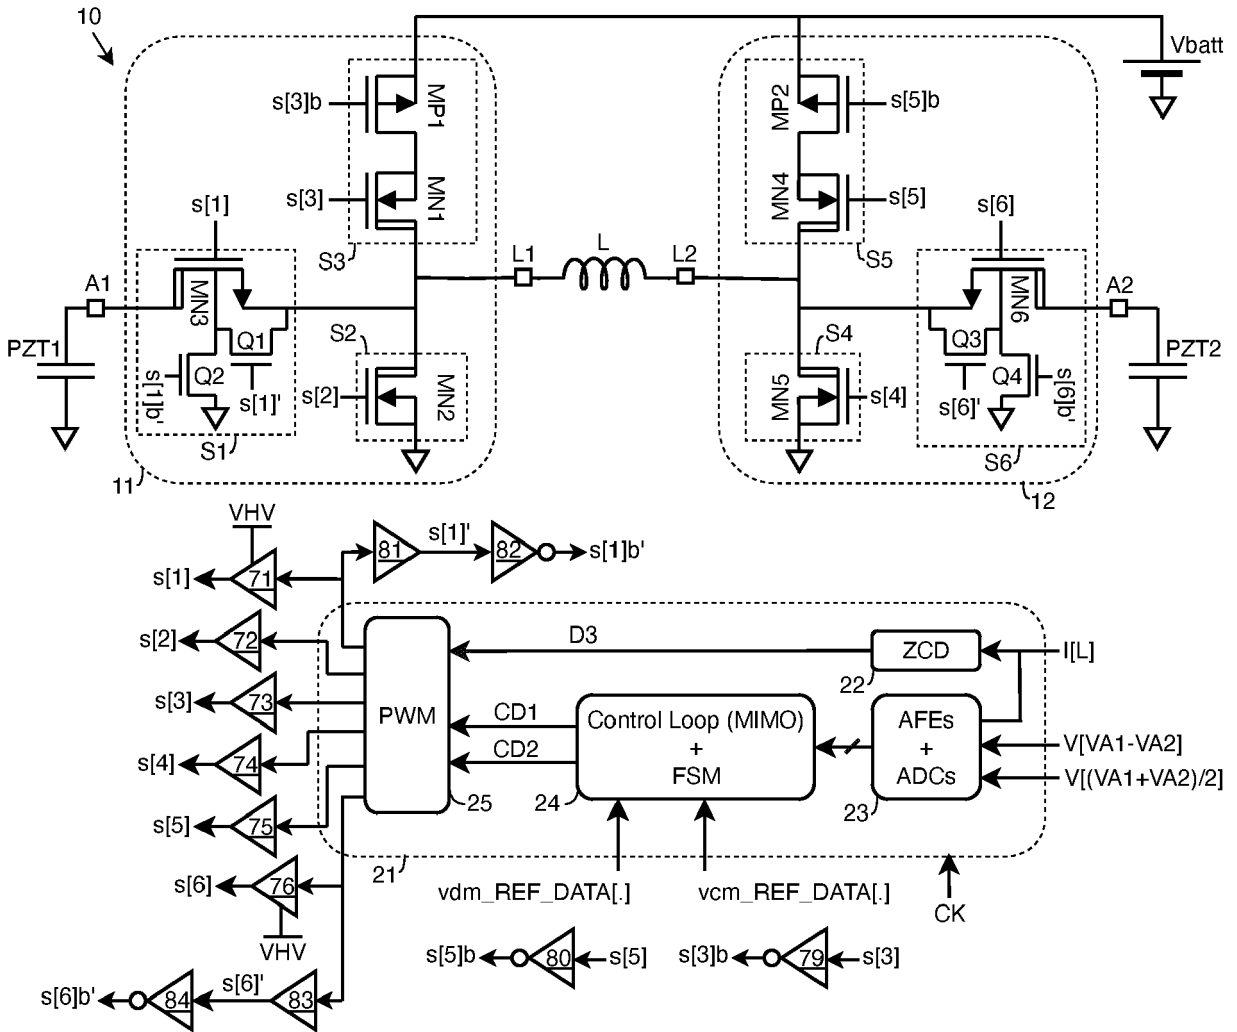 10
Vbatt
s[3]b
MP1
MP2
s[5]b
s[3]
MN1
MN4
s[5]
s[1]
s[6]
S3
L1
L
L2
S5
A1
MN3
MN6
A2
PZT1
Q1
S2
S4
Q3
PZT2
Q2
s[1]b'
s[1]'
s[2]
MN2
MN5
s[4]
s[6]'
Q4
s[6]b'
S1
S6
11
12
VHV
81
s[1]'
82
s[1]b'
s[1]
71
s[2]
72
D3
ZCD
I[L]
22
s[3]
73
PWM
CD1
Control Loop (MIMO)
+
FSM
AFEs
+
ADCs
V[VA1-VA2]
CD2
V[(VA1+VA2)/2]
s[4]
74
25
24
23
s[5]
75
21
s[6]
76
vdm_REF_DATA[.]
vcm_REF_DATA[.]
CK
VHV
s[5]b
80
s[5]
s[3]b
79
s[3]
s[6]b'
84
s[6]'
83